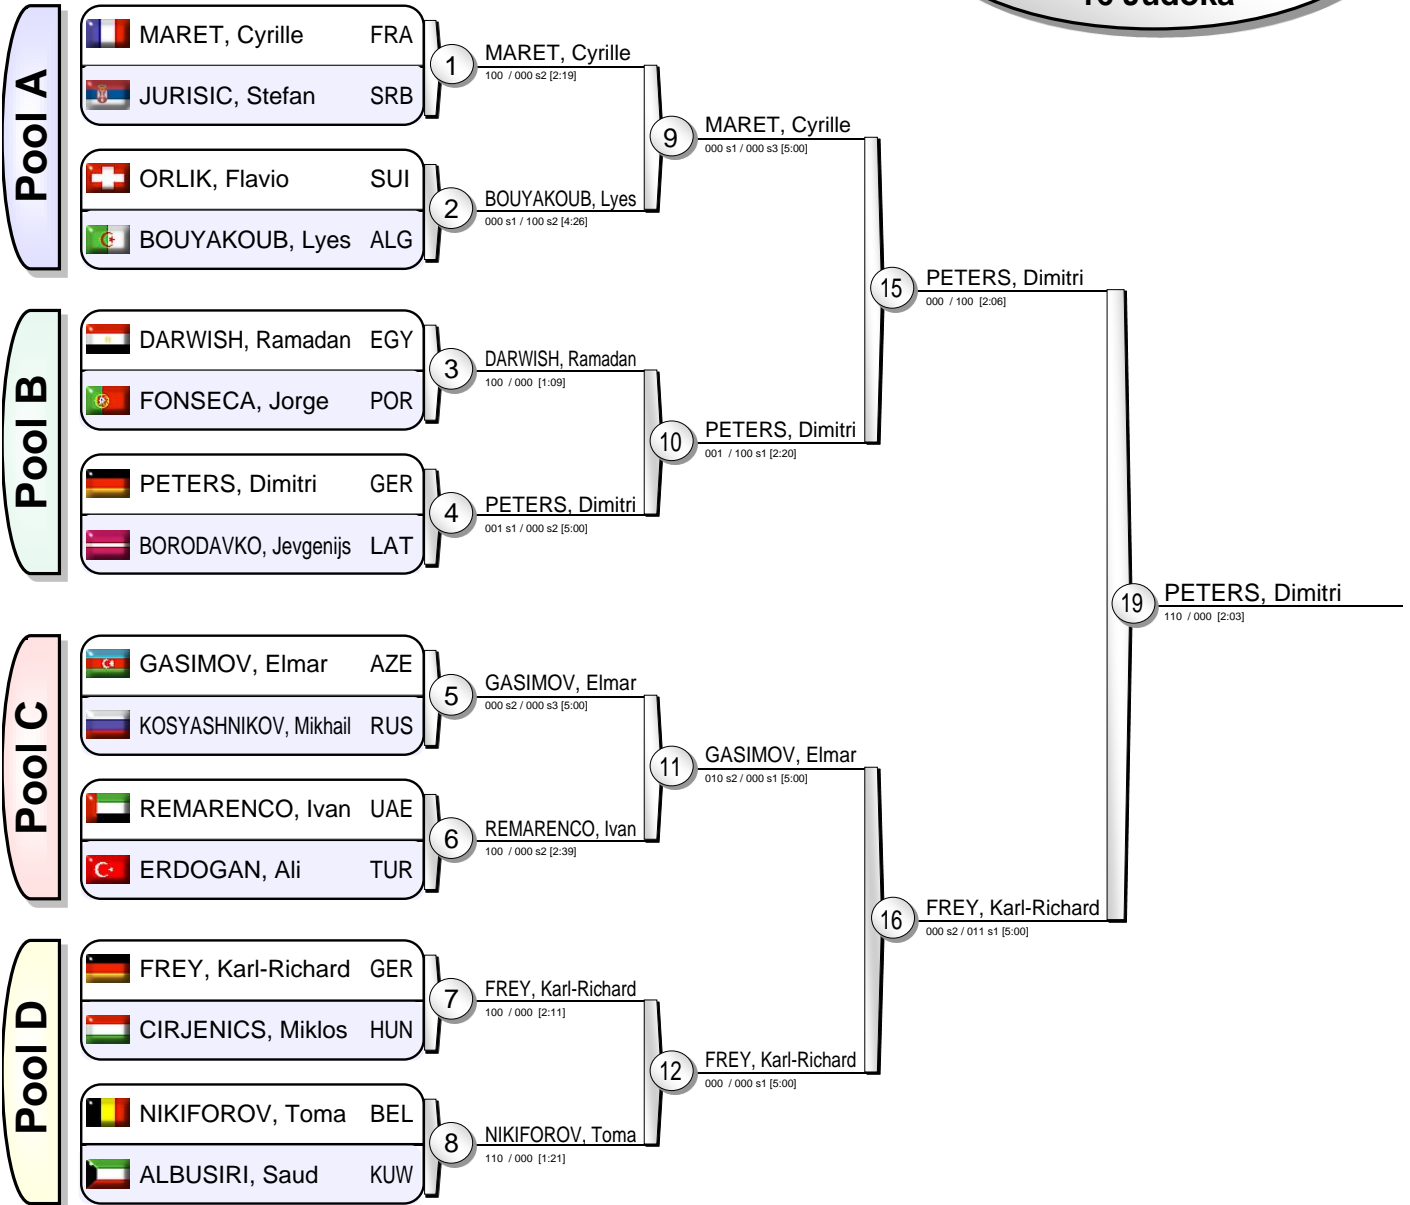 16 Judoka
Pool A
MARET, Cyrille FRA
JURISIC, Stefan SRB
1
MARET, Cyrille
100 / 000 s2 [2:19]
ORLIK, Flavio SUI
BOUYAKOUB, Lyes ALG
2
BOUYAKOUB, Lyes
000 s1 / 100 s2 [4:26]
9
MARET, Cyrille
000 s1 / 000 s3 [5:00]
Pool B
DARWISH, Ramadan EGY
FONSECA, Jorge POR
3
DARWISH, Ramadan
100 / 000 [1:09]
PETERS, Dimitri GER
BORODAVKO, Jevgenijs LAT
4
PETERS, Dimitri
001 s1 / 000 s2 [5:00]
10
PETERS, Dimitri
001 / 100 s1 [2:20]
15
PETERS, Dimitri
000 / 100 [2:06]
Pool C
GASIMOV, Elmar AZE
KOSYASHNIKOV, Mikhail RUS
5
GASIMOV, Elmar
000 s2 / 000 s3 [5:00]
REMARENCO, Ivan UAE
ERDOGAN, Ali TUR
6
REMARENCO, Ivan
100 / 000 s2 [2:39]
11
GASIMOV, Elmar
010 s2 / 000 s1 [5:00]
Pool D
FREY, Karl-Richard GER
CIRJENICS, Miklos HUN
7
FREY, Karl-Richard
100 / 000 [2:11]
NIKIFOROV, Toma BEL
ALBUSIRI, Saud KUW
8
NIKIFOROV, Toma
110 / 000 [1:21]
12
FREY, Karl-Richard
000 / 000 s1 [5:00]
16
FREY, Karl-Richard
000 s2 / 011 s1 [5:00]
19
PETERS, Dimitri
110 / 000 [2:03]